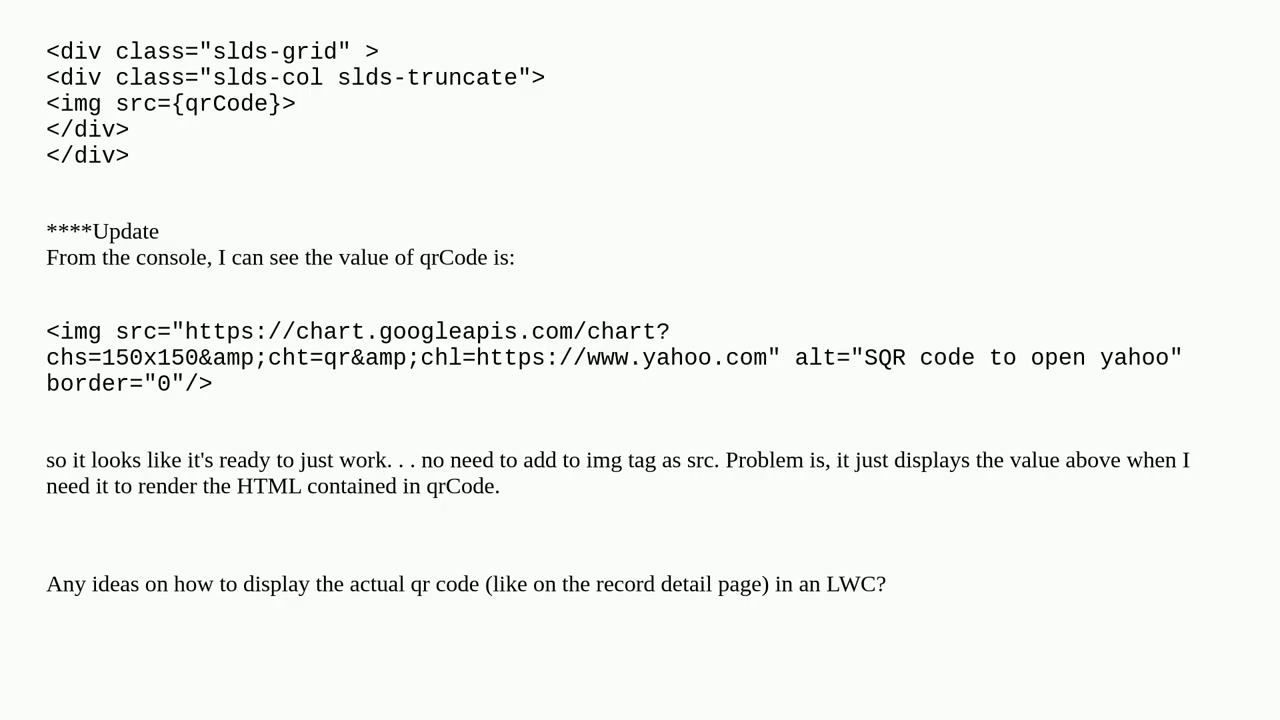 <div class="slds-grid" >
<div class="slds-col slds-truncate">
<img src={qrCode}>
</div>
</div>
****Update
From the console, I can see the value of qrCode is:
<img src="https://chart.googleapis.com/chart?
chs=150x150&amp;cht=qr&amp;chl=https://www.yahoo.com" alt="SQR code to open yahoo"
border="0"/>
so it looks like it's ready to just work. . . no need to add to img tag as src. Problem is, it just displays the value above when I
need it to render the HTML contained in qrCode.
Any ideas on how to display the actual qr code (like on the record detail page) in an LWC?